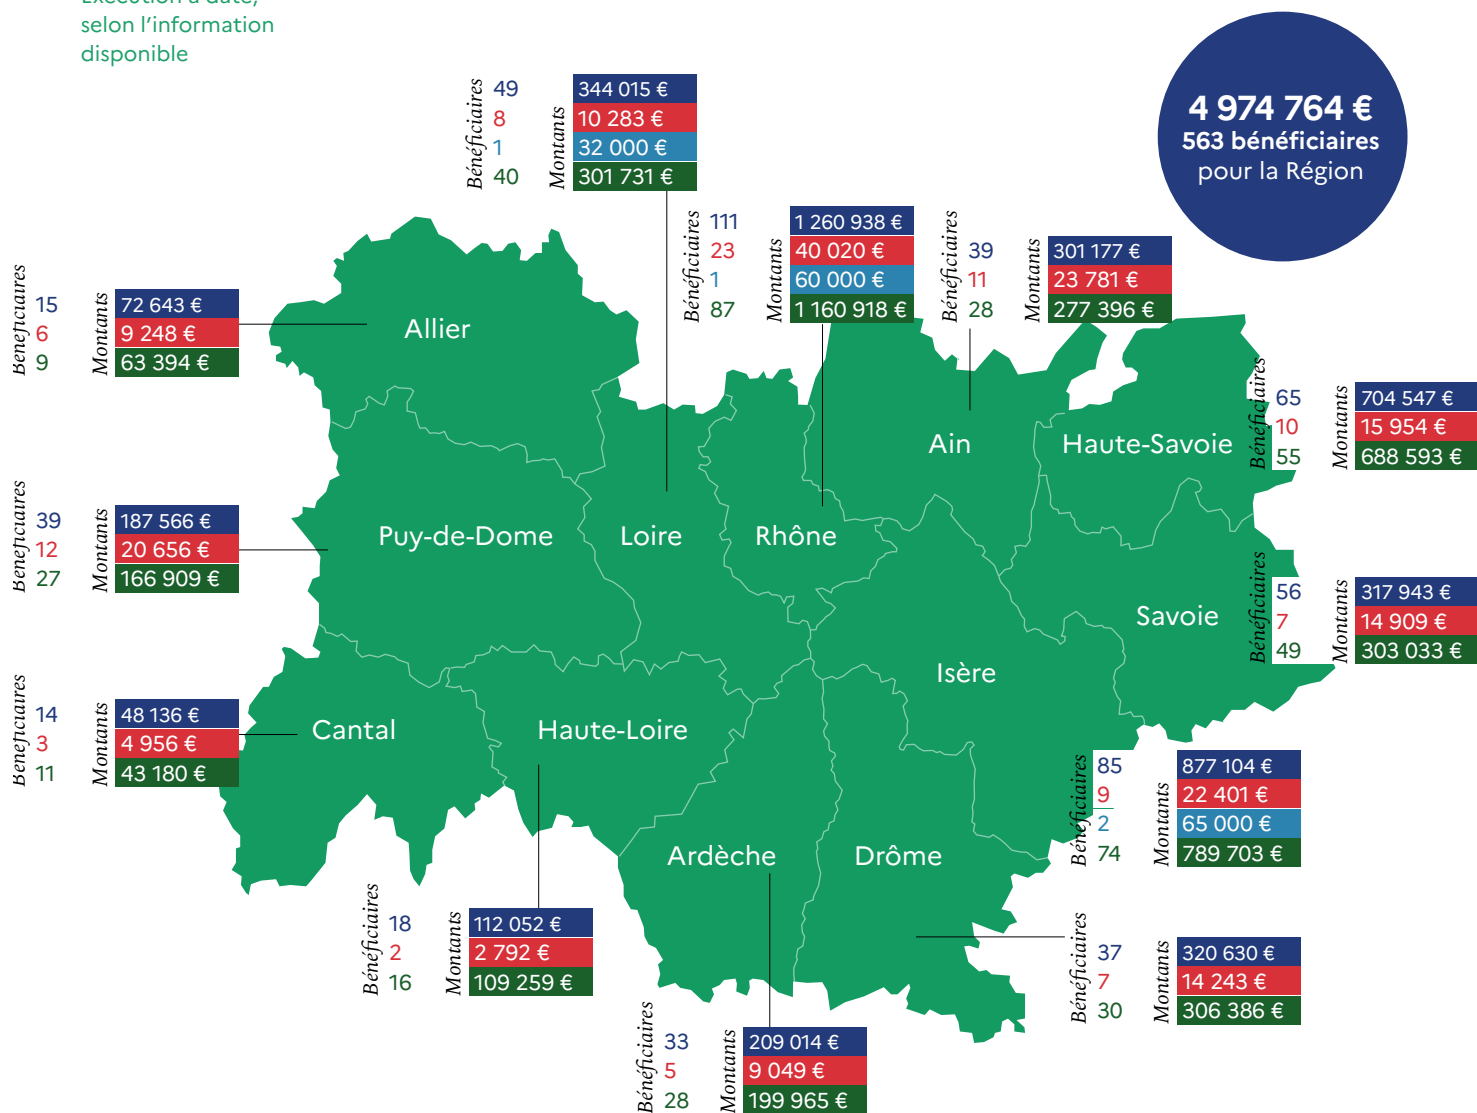 selon l’information
disponible
4 974 764 €
563 bénéficiaires
pour la Région
Bénéficiaires
49
8
1
40
Montants
344 015 €
10 283 €
32 000 €
301 731 €
Bénéficiaires
111
23
1
87
Montants
1 260 938 €
40 020 €
60 000 €
1 160 918 €
Bénéficiaires
39
11
28
Montants
301 177 €
23 781 €
277 396 €
Bénéficiaires
15
6
9
Montants
72 643 €
9 248 €
63 394 €
Allier
Bénéficiaires
65
10
55
Montants
704 547 €
15 954 €
688 593 €
Ain
Haute-Savoie
Bénéficiaires
39
12
27
Montants
187 566 €
20 656 €
166 909 €
Puy-de-Dome
Loire
Rhône
Bénéficiaires
56
7
49
Montants
317 943 €
14 909 €
303 033 €
Savoie
Isère
Bénéficiaires
14
3
11
Montants
48 136 €
4 956 €
43 180 €
Cantal
Haute-Loire
Bénéficiaires
85
9
2
74
Montants
877 104 €
22 401 €
65 000 €
789 703 €
Ardèche
Drôme
Bénéficiaires
18
2
16
Montants
112 052 €
2 792 €
109 259 €
Bénéficiaires
37
7
30
Montants
320 630 €
14 243 €
306 386 €
Bénéficiaires
33
5
28
Montants
209 014 €
9 049 €
199 965 €